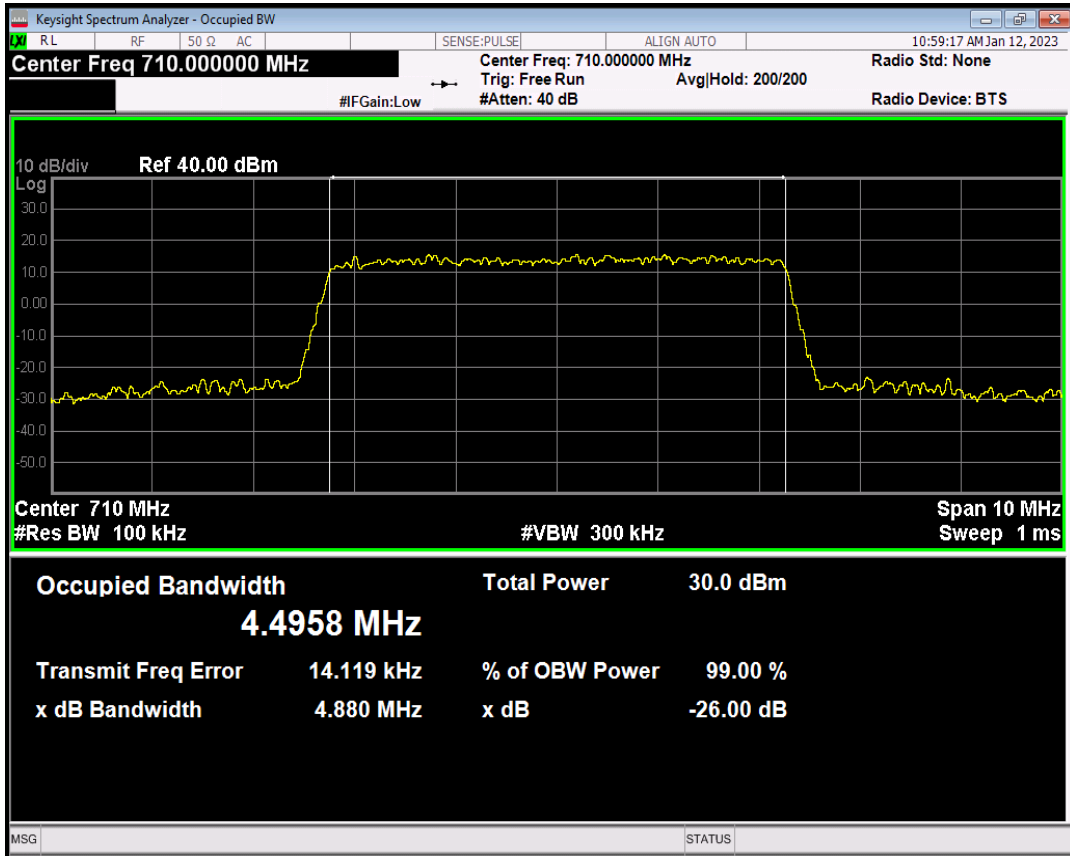 Keysight Spectrum Analyzer - Occupied BW
LXI RL RF 50 Ω AC SENSE:PULSE ALIGN AUTO 10:59:17 AM Jan 12, 2023
Center Freq 710.000000 MHz Center Freq: 710.000000 MHz Radio Std: None
Trig: Free Run Avg|Hold: 200/200
#IFGain:Low #Atten: 40 dB Radio Device: BTS
10 dB/div Ref 40.00 dBm
Log
30.0
20.0
10.0
0.00
-10.0
-20.0
-30.0
-40.0
-50.0
Center 710 MHz Span 10 MHz
#Res BW 100 kHz #VBW 300 kHz Sweep 1 ms
Occupied Bandwidth Total Power 30.0 dBm
4.4958 MHz
Transmit Freq Error 14.119 kHz % of OBW Power 99.00 %
x dB Bandwidth 4.880 MHz x dB -26.00 dB
MSG STATUS